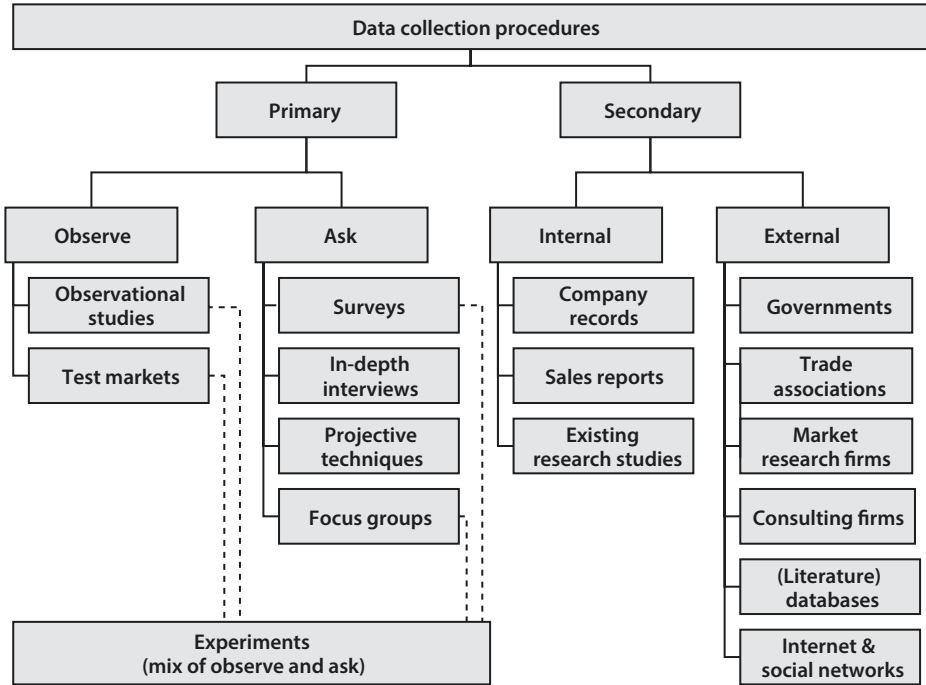 Data collection procedures
Primary
Secondary
Observe
Ask
Internal
External
Observational
studies
Surveys
Company
records
Governments
Test markets
In-depth
interviews
Sales reports
Trade
associations
Projective
techniques
Existing
research studies
Market
research firms
Focus groups
Consulting firms
(Literature)
databases
Experiments
(mix of observe and ask)
Internet &
social networks